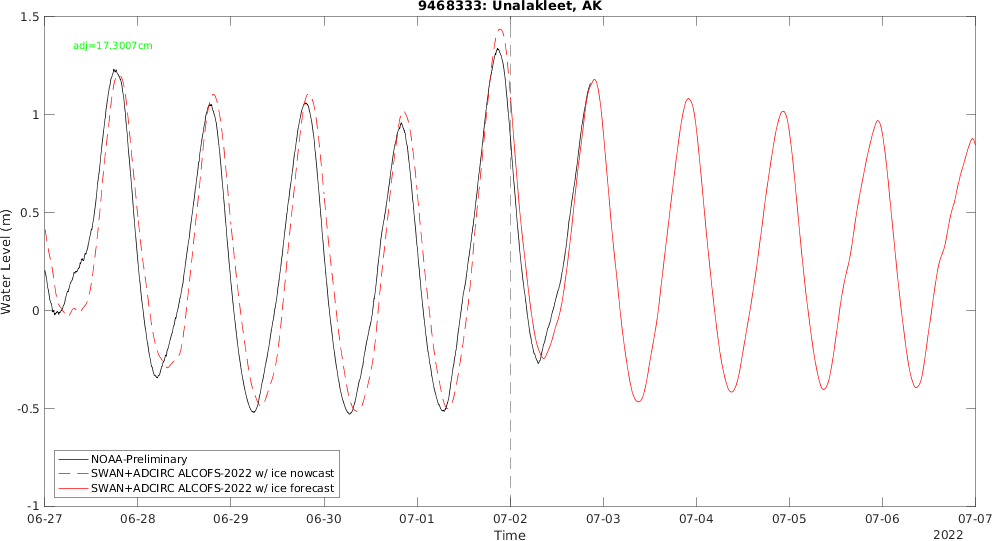 9468333: Unalakleet, AK
adj=17.3007cm
Water Level (m)
1.5
1
0.5
0
-0.5
-1
NOAA-Preliminary
SWAN+ADCIRC ALCOFS-2022 w/ ice nowcast
SWAN+ADCIRC ALCOFS-2022 w/ ice forecast
06-27 06-28 06-29 06-30 07-01 07-02 07-03 07-04 07-05 07-06 07-07
Time
2022